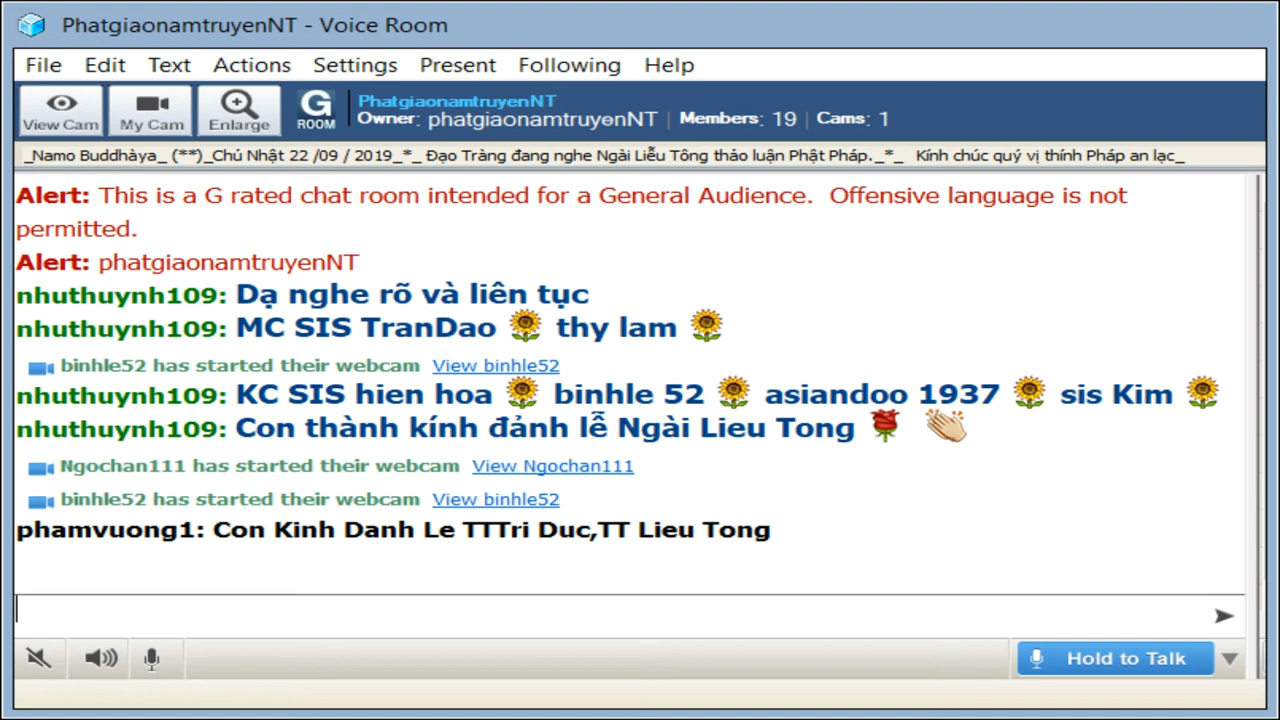 PhatgiaonamtruyenNT - Voice Room
File Edit Text Actions Settings Present Following Help
View Cam My Cam Enlarge G ROOM PhatgiaonamtruyenNT
Owner: phatgiaonamtruyenNT | Members: 19 | Cams: 1
_Namo Buddhàya_ (**)_Chủ Nhật 22 /09 / 2019_*_ Đạo Tràng đang nghe Ngài Liễu Tông thảo luận Phật Pháp._*_ Kính chúc quý vị thính Pháp an lạc_
Alert: This is a G rated chat room intended for a General Audience. Offensive language is not
permitted.
Alert: phatgiaonamtruyenNT
nhuthuynh109: Dạ nghe rõ và liên tục
nhuthuynh109: MC SIS TranDao 🌻 thy lam 🌻
binhle52 has started their webcam View binhle52
nhuthuynh109: KC SIS hien hoa 🌻 binhle 52 🌻 asiandoo 1937 🌻 sis Kim 🌻
nhuthuynh109: Con thành kính đảnh lễ Ngài Lieu Tong 🌹 👏
Ngochan111 has started their webcam View Ngochan111
binhle52 has started their webcam View binhle52
phamvuong1: Con Kinh Danh Le TTTri Duc,TT Lieu Tong
Hold to Talk